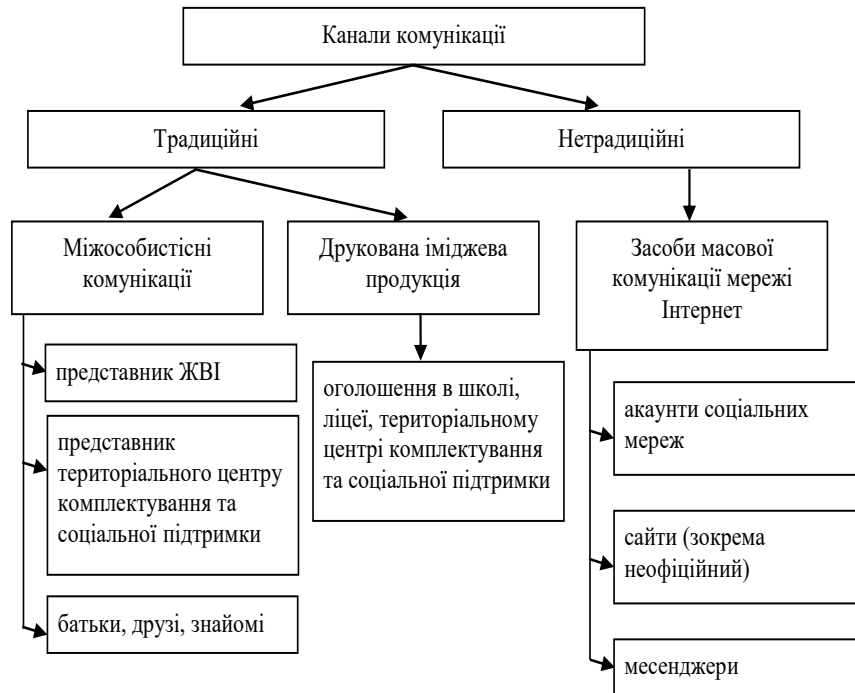 Канали комунікації
Традиційні
Нетрадиційні
Міжособистісні
комунікації
Друкована іміджева
продукція
Засоби масової
комунікації мережі
Інтернет
представник ЖВІ
представник
територіального центру
комплектування та
соціальної підтримки
батьки, друзі, знайомі
оголошення в школі,
ліцеї, територіальному
центрі комплектування
та соціальної підтримки
акаунти соціальних
мереж
сайти (зокрема
неофіційний)
месенджери